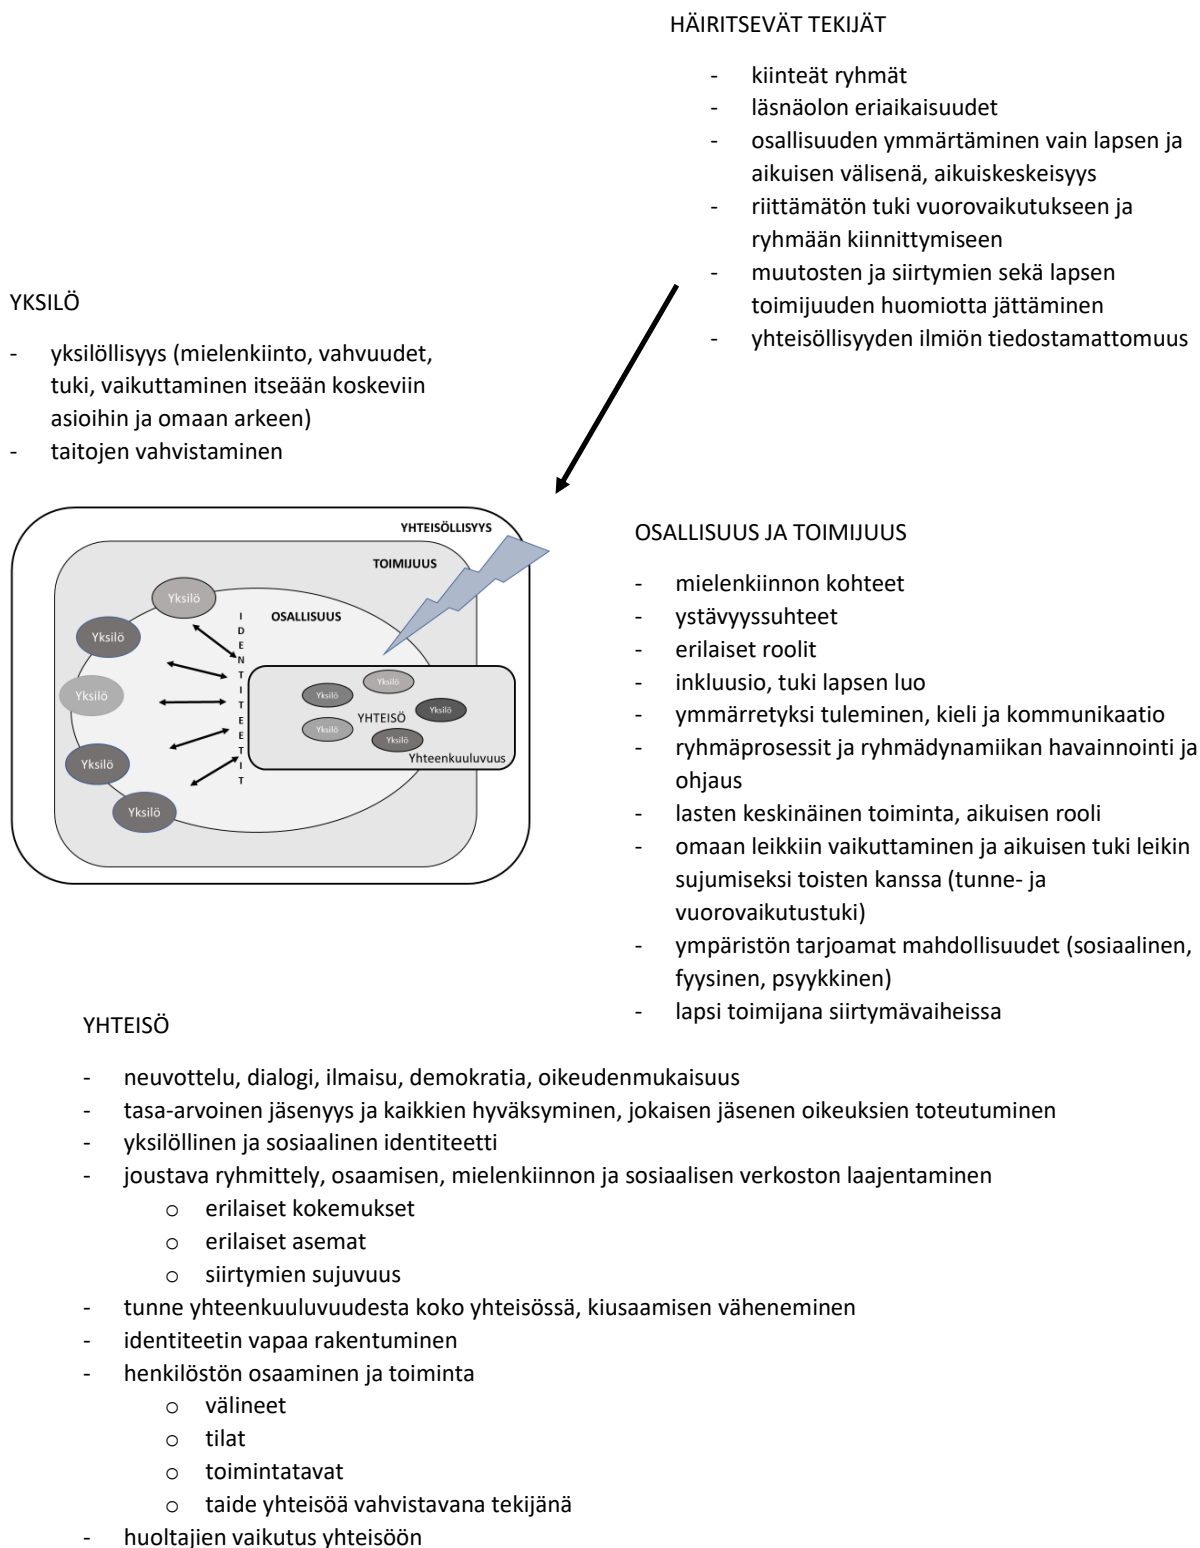 HÄIRITSEVÄT TEKIJÄT
- kiinteät ryhmät
- läsnäolon eriaikaisuudet
- osallisuuden ymmärtäminen vain lapsen ja
aikuisen välisenä, aikuiskeskeisyys
- riittämätön tuki vuorovaikutukseen ja
ryhmään kiinnittymiseen
- muutosten ja siirtymien sekä lapsen
toimijuuden huomiotta jättäminen
- yhteisöllisyyden ilmiön tiedostamattomuus
YKSILÖ
- yksilöllisyys (mielenkiinto, vahvuudet,
tuki, vaikuttaminen itseään koskeviin
asioihin ja omaan arkeen)
- taitojen vahvistaminen
YHTEISÖLLISYYS
TOIMIJUUS
OSALLISUUS
IDENTITEETIT
Yksilö
Yksilö
Yksilö
Yksilö
Yksilö
Yksilö
Yksilö
Yksilö
YHTEISÖ
Yksilö
Yksilö
Yhteenkuuluvuus
OSALLISUUS JA TOIMIJUUS
- mielenkiinnon kohteet
- ystävyyssuhteet
- erilaiset roolit
- inkluusio, tuki lapsen luo
- ymmärretyksi tuleminen, kieli ja kommunikaatio
- ryhmäprosessit ja ryhmädynamiikan havainnointi ja
ohjaus
- lasten keskinäinen toiminta, aikuisen rooli
- omaan leikkiin vaikuttaminen ja aikuisen tuki leikin
sujumiseksi toisten kanssa (tunne- ja
vuorovaikutustuki)
- ympäristön tarjoamat mahdollisuudet (sosiaalinen,
fyysinen, psyykkinen)
- lapsi toimijana siirtymävaiheissa
YHTEISÖ
- neuvottelu, dialogi, ilmaisu, demokratia, oikeudenmukaisuus
- tasa-arvoinen jäsenyys ja kaikkien hyväksyminen, jokaisen jäsenen oikeuksien toteutuminen
- yksilöllinen ja sosiaalinen identiteetti
- joustava ryhmittely, osaamisen, mielenkiinnon ja sosiaalisen verkoston laajentaminen
o erilaiset kokemukset
o erilaiset asemat
o siirtymien sujuvuus
- tunne yhteenkuuluvuudesta koko yhteisössä, kiusaamisen väheneminen
- identiteetin vapaa rakentuminen
- henkilöstön osaaminen ja toiminta
o välineet
o tilat
o toimintatavat
o taide yhteisöä vahvistavana tekijänä
- huoltajien vaikutus yhteisöön